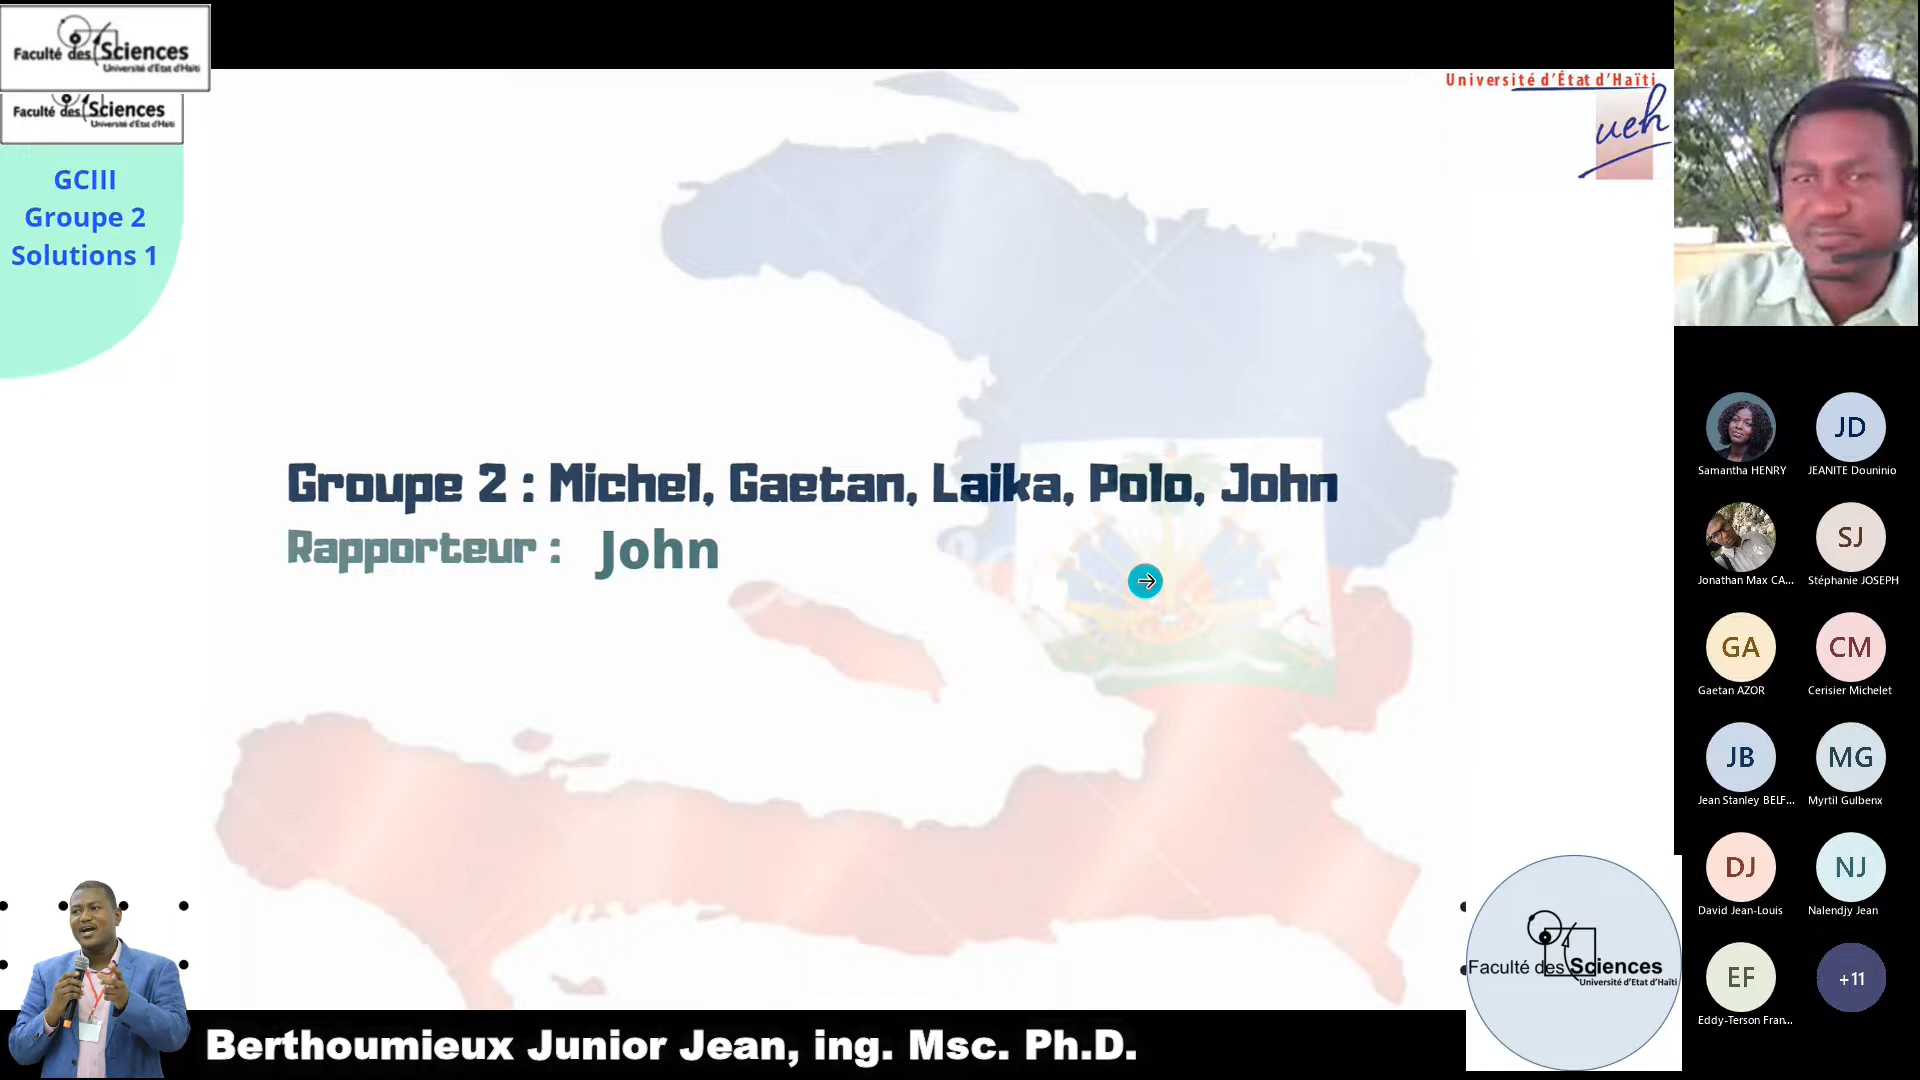 Faculté des Sciences
Université d'Etat d'Haïti
Faculté des Sciences
Université d'Etat d'Haïti
GCIII
Groupe 2
Solutions 1
Université d'État d'Haïti
ueh
Groupe 2 : Michel, Gaetan, Laika, Polo, John
Rapporteur : John
Faculté des Sciences
Université d'Etat d'Haïti
Berthoumieux Junior Jean, ing. Msc. Ph.D.
Samantha HENRY
JD
JEANITE Douninio
Jonathan Max CA...
SJ
Stéphanie JOSEPH
GA
Gaetan AZOR
CM
Cerisier Michelet
JB
Jean Stanley BELF...
MG
Myrtil Gulbenx
DJ
David Jean-Louis
NJ
Nalendjy Jean
EF
Eddy-Terson Fran...
+11